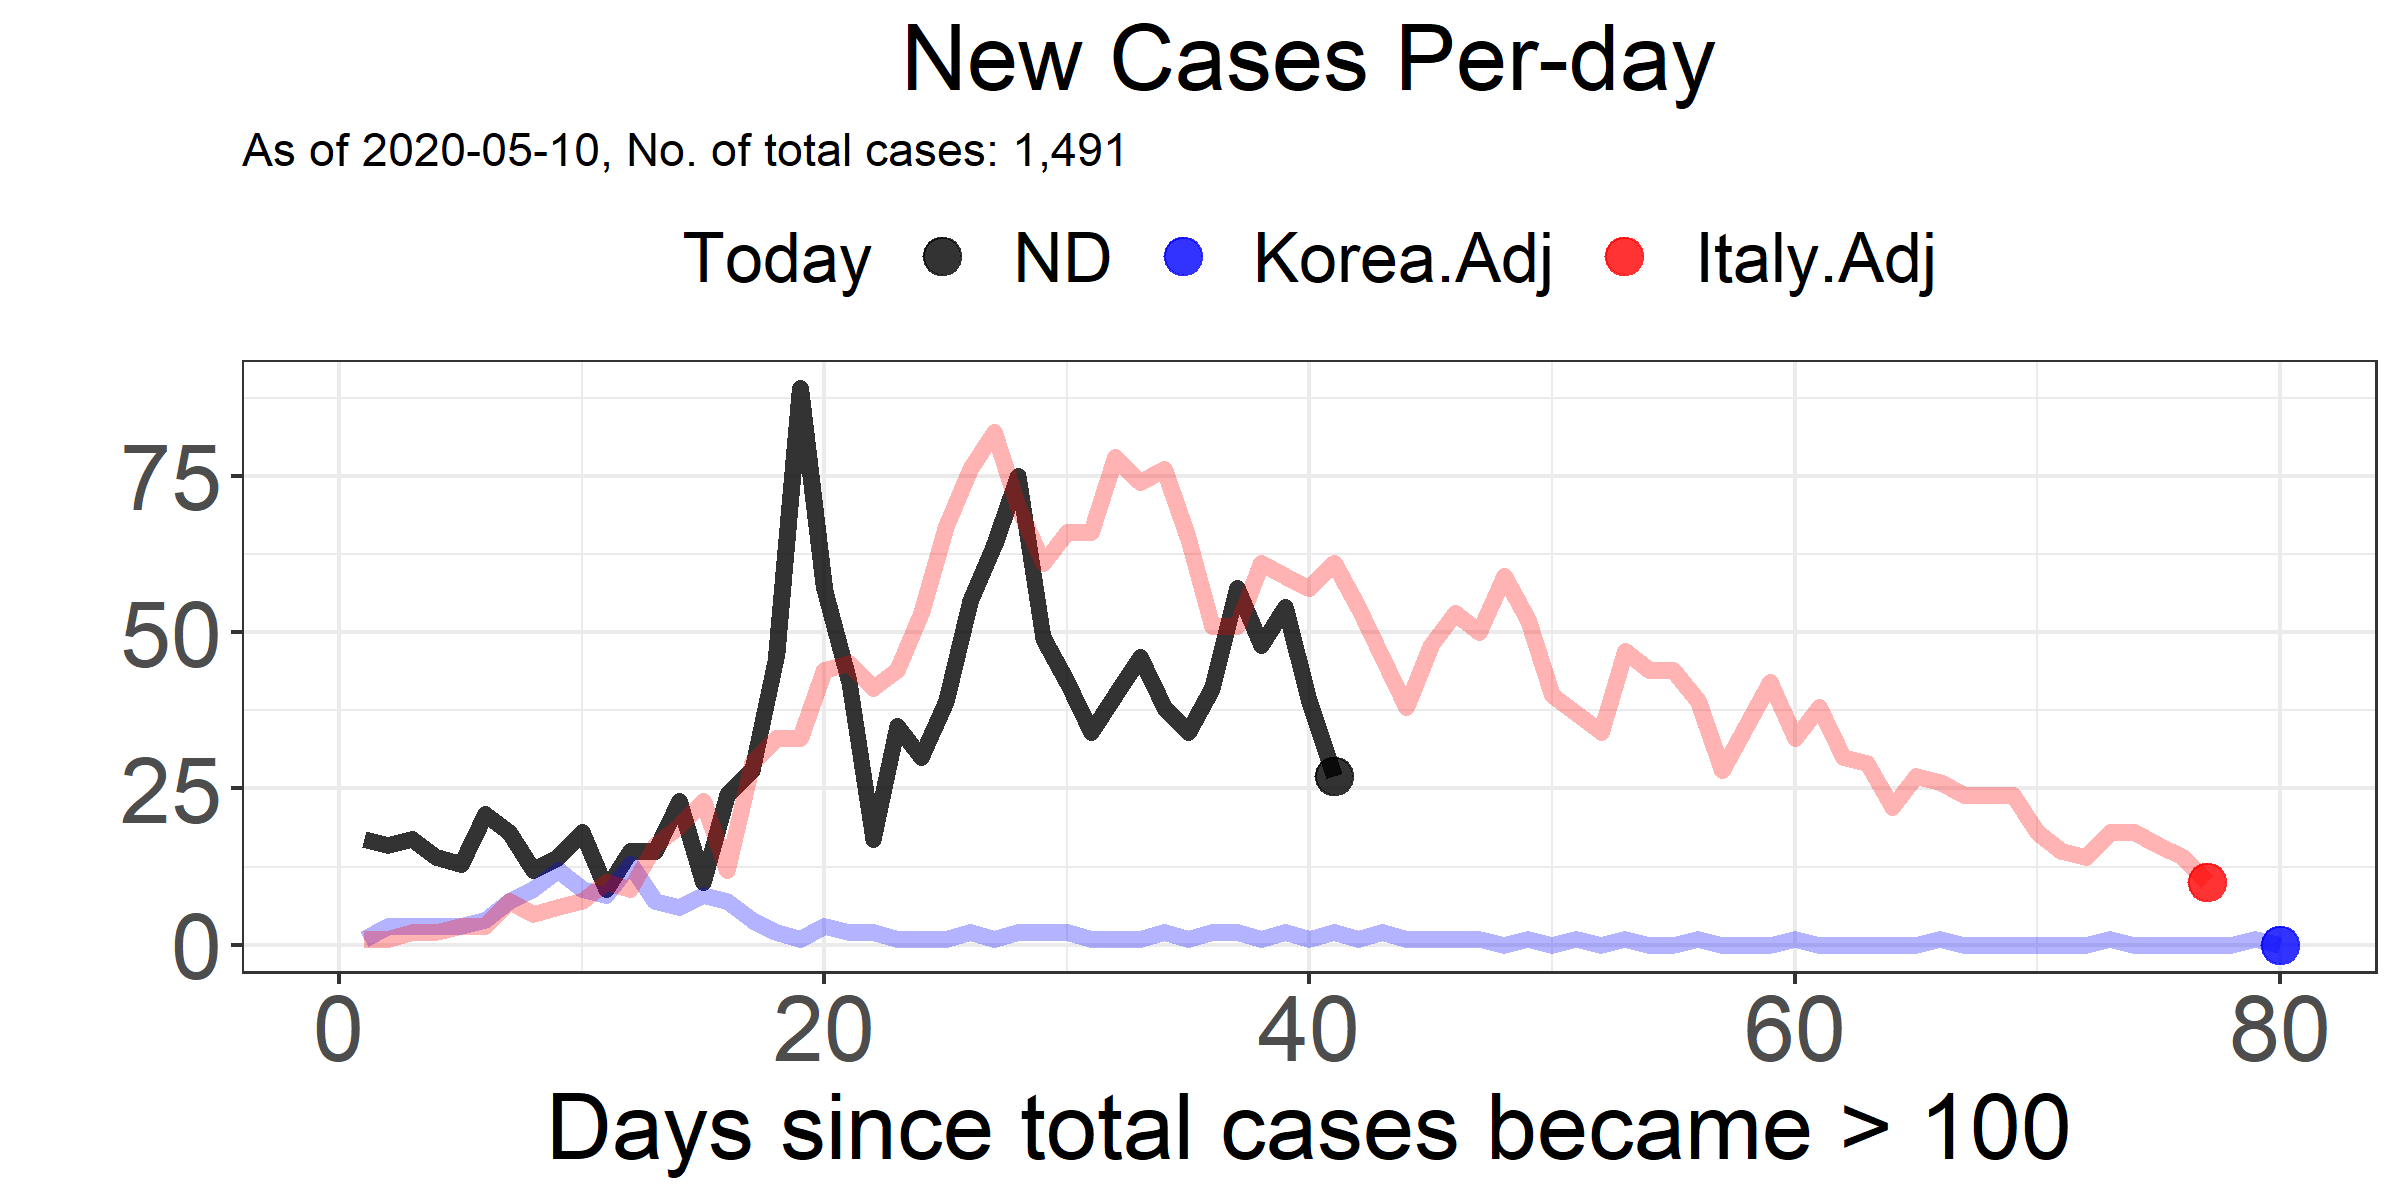 New Cases Per-day
As of 2020-05-10, No. of total cases: 1,491
Today ND Korea.Adj Italy.Adj
75
50
25
0
0 20 40 60 80
Days since total cases became > 100